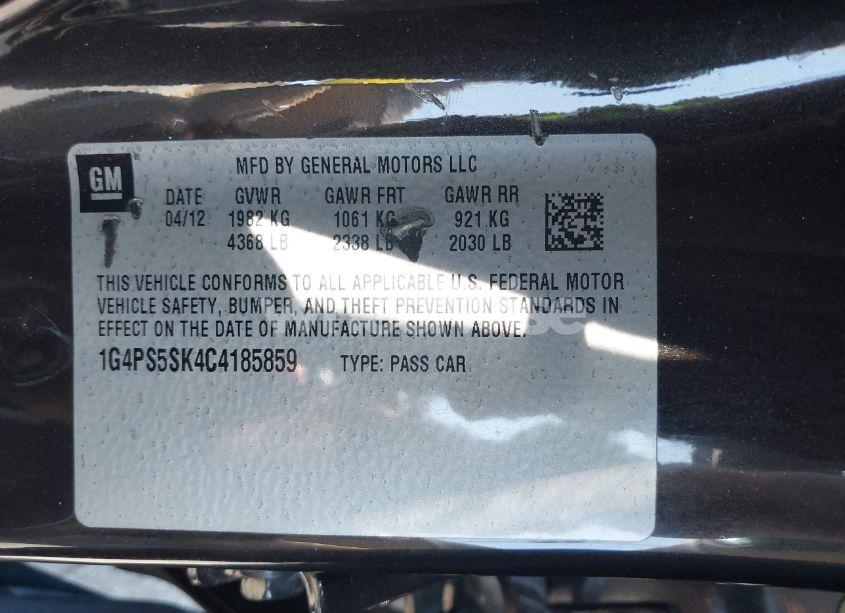 GM
MFD BY GENERAL MOTORS LLC
DATE GVWR GAWR FRT GAWR RR
04/12 1982 KG 1061 KG 921 KG
4368 LB 2338 LB 2030 LB
THIS VEHICLE CONFORMS TO ALL APPLICABLE U.S. FEDERAL MOTOR
VEHICLE SAFETY, BUMPER, AND THEFT PREVENTION STANDARDS IN
EFFECT ON THE DATE OF MANUFACTURE SHOWN ABOVE.
1G4PS5SK4C4185859 TYPE: PASS CAR